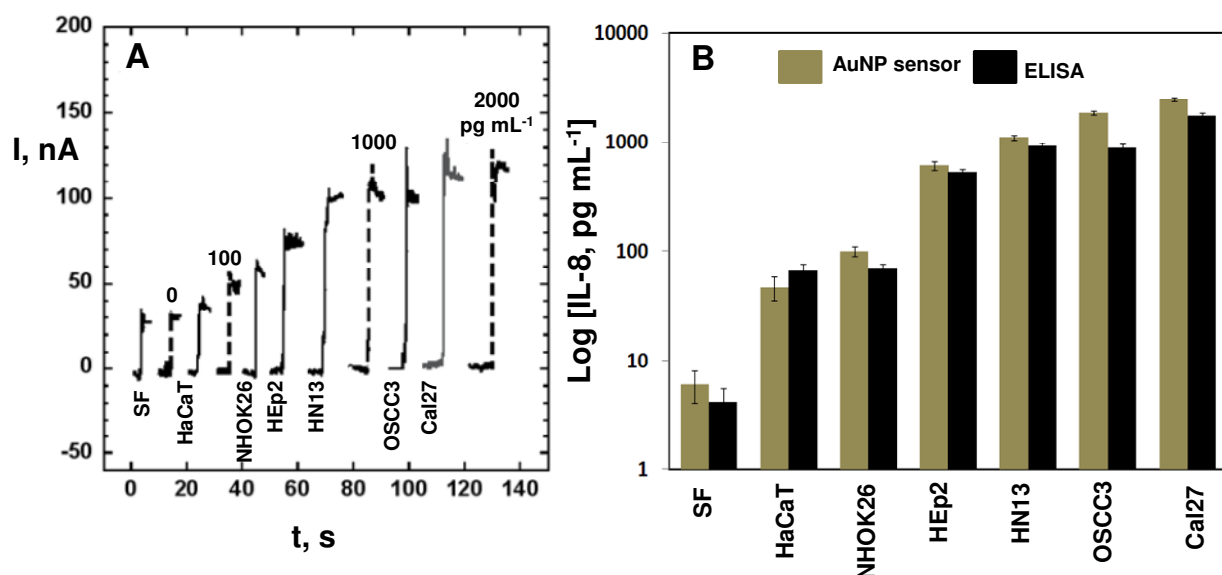 A
200
150
100
50
0
-50
I, nA
0
100
1000
2000
pg mL-1
SF
HaCaT
NHOK26
HEp2
HN13
OSCC3
Cal27
0 20 40 60 80 100 120 140
t, s
B
AuNP sensor
ELISA
10000
1000
100
10
1
Log [IL-8, pg mL-1]
SF
HaCaT
NHOK26
HEp2
HN13
OSCC3
Cal27